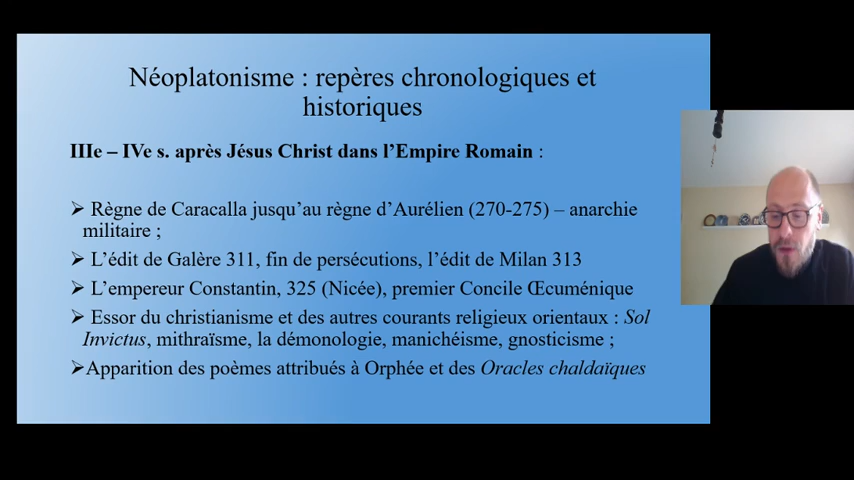 Néoplatonisme : repères chronologiques et
historiques
IIIe – IVe s. après Jésus Christ dans l’Empire Romain :
➢ Règne de Caracalla jusqu’au règne d’Aurélien (270-275) – anarchie
militaire ;
➢ L’édit de Galère 311, fin de persécutions, l’édit de Milan 313
➢ L’empereur Constantin, 325 (Nicée), premier Concile Œcuménique
➢ Essor du christianisme et des autres courants religieux orientaux : Sol
Invictus, mithraïsme, la démonologie, manichéisme, gnosticisme ;
➢Apparition des poèmes attribués à Orphée et des Oracles chaldaïques